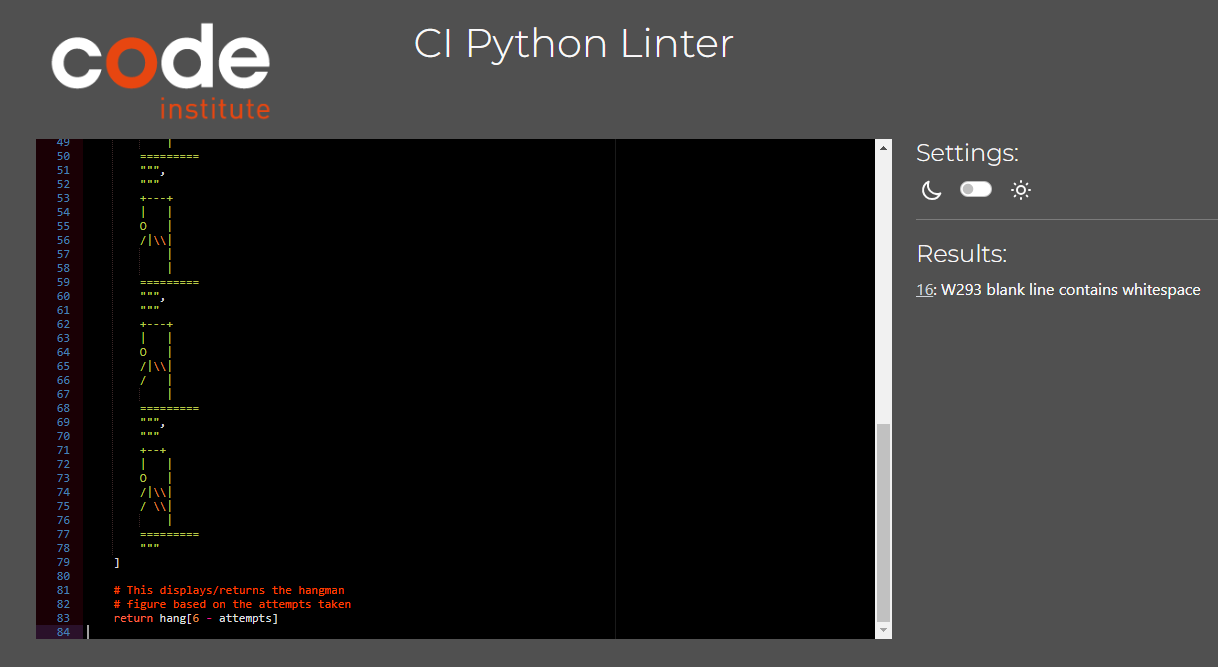 code
institute
CI Python Linter
49 |
50 =========
51 """,
52 """
53 +---+
54 |   |
55 O   |
56 /|\\|
57     |
58     |
59 =========
60 """,
61 """
62 +---+
63 |   |
64 O   |
65 /|\\|
66 /   |
67     |
68 =========
69 """,
70 """
71 +--+
72 |   |
73 O   |
74 /|\\|
75 / \\|
76     |
77 =========
78 """
79 ]
80
81 # This displays/returns the hangman
82 # figure based on the attempts taken
83 return hang[6 - attempts]
84
Settings:
Results:
16: W293 blank line contains whitespace